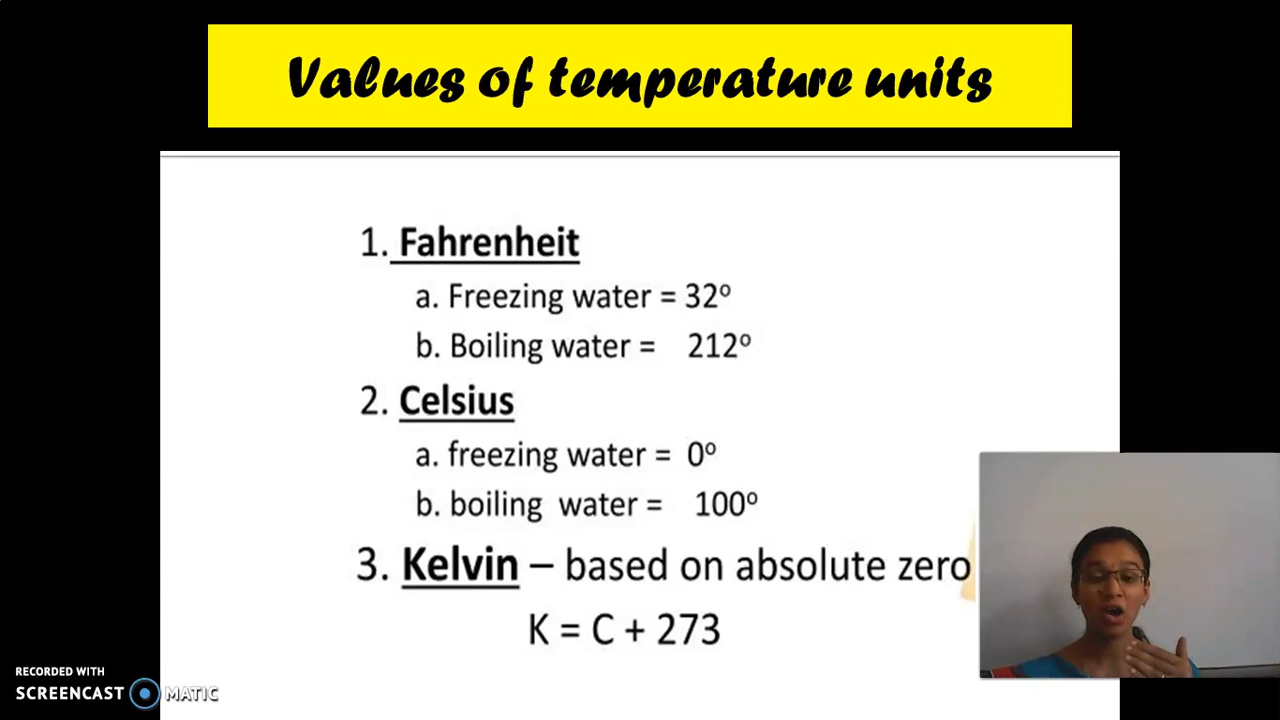 Values of temperature units
1. Fahrenheit
a. Freezing water = 32º
b. Boiling water = 212º
2. Celsius
a. freezing water = 0º
b. boiling water = 100º
3. Kelvin – based on absolute zero
K = C + 273
RECORDED WITH
SCREENCAST MATIC